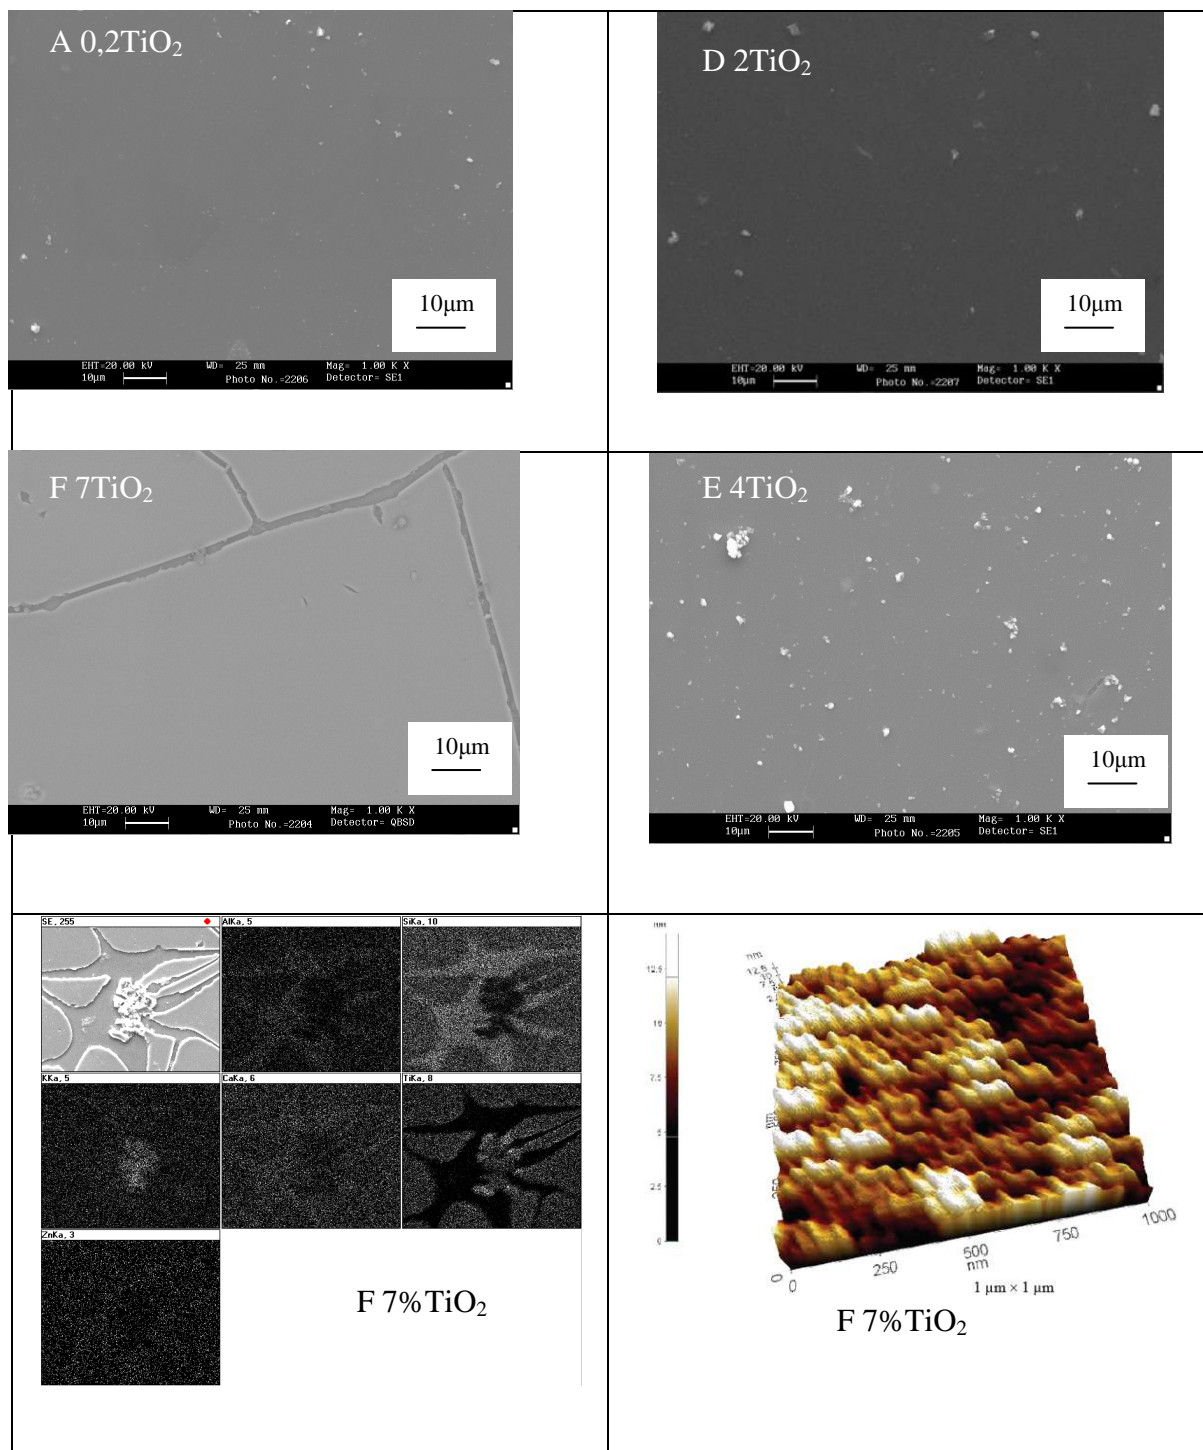 A 0,2TiO₂
10µm
EHT=20.00 kV WD= 25 mm Mag= 1.00 K X
10µm Photo No.=2206 Detector= SE1
D 2TiO₂
10µm
EHT=20.00 kV WD= 25 mm Mag= 1.00 K X
10µm Photo No.=2207 Detector= SE1
F 7TiO₂
10µm
EHT=20.00 kV WD= 25 mm Mag= 1.00 K X
10µm Photo No.=2204 Detector= QBSD
E 4TiO₂
10µm
EHT=20.00 kV WD= 25 mm Mag= 1.00 K X
10µm Photo No.=2205 Detector= SE1
SE, 255
AlKa, 5
SiKa, 10
KKa, 5
CaKa, 6
TiKa, 8
ZnKa, 3
F 7%TiO₂
nm
12.5
10
7.5
2.5
0
nm
12.5
nm
250
0
0
250
500
750
1000
nm
1 µm × 1 µm
F 7%TiO₂